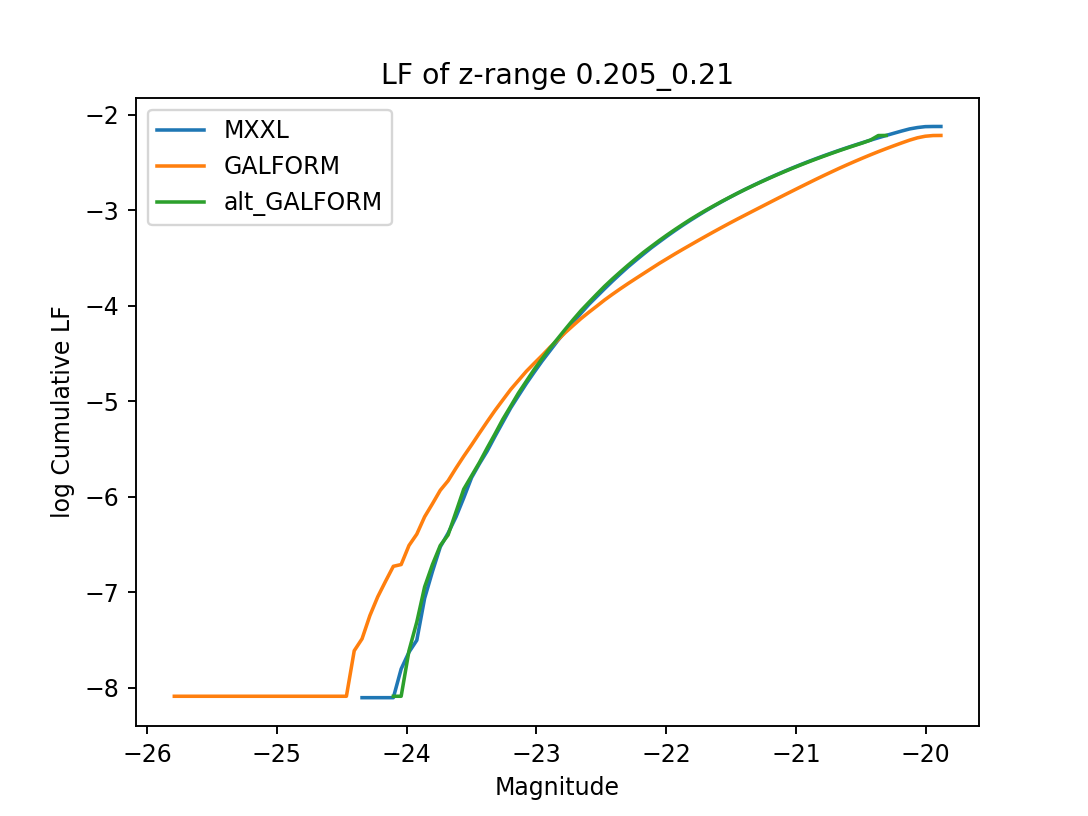 LF of z-range 0.205_0.21
MXXL
GALFORM
alt_GALFORM
−2
−3
−4
−5
−6
−7
−8
log Cumulative LF
−26
−25
−24
−23
−22
−21
−20
Magnitude